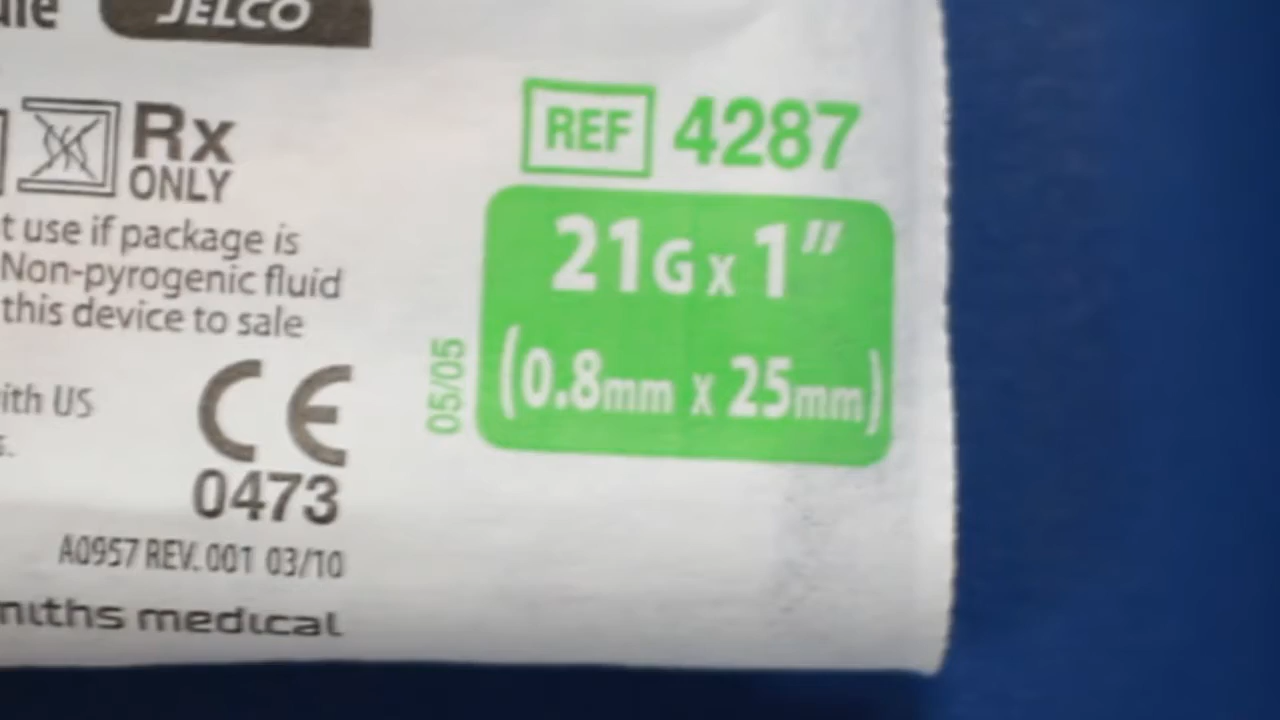 JELCO
REF 4287
Rx
ONLY
21G x 1"
(0.8mm x 25mm)
05/05
t use if package is
Non-pyrogenic fluid
this device to sale
ith US
s.
CE
0473
A0957 REV. 001 03/10
miths medical